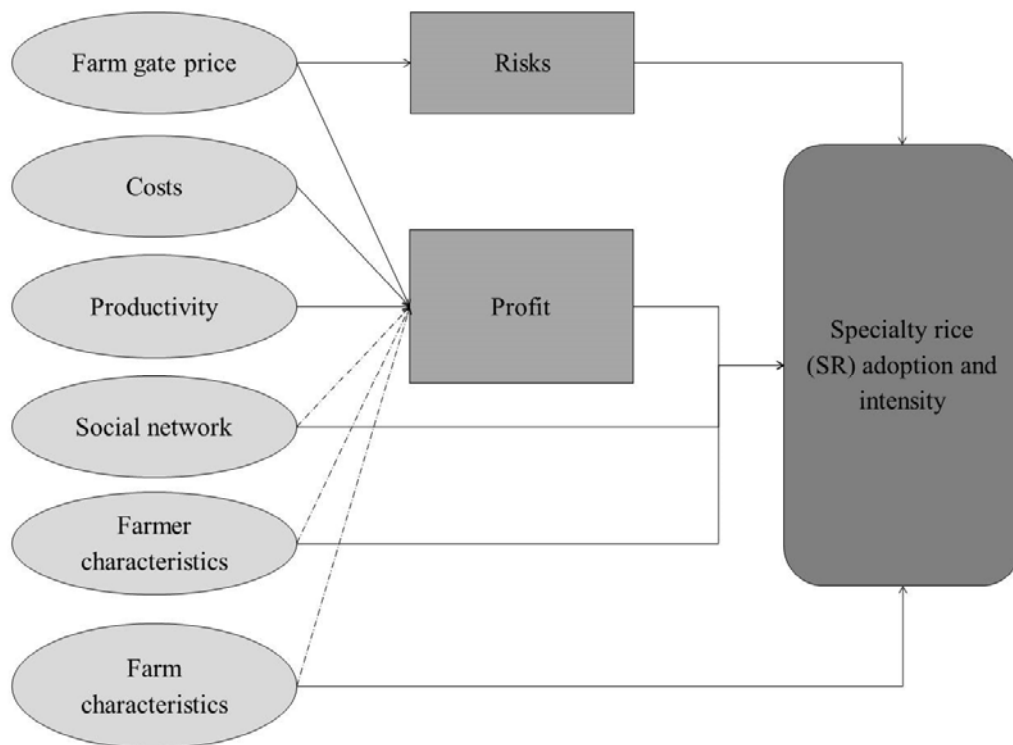 Farm gate price
Risks
Costs
Productivity
Profit
Specialty rice
(SR) adoption and
intensity
Social network
Farmer
characteristics
Farm
characteristics